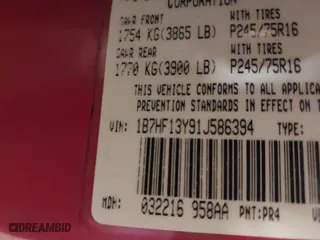 CORPORATION
GAWR FRONT WITH TIRES
1754 KG(3865 LB) P245/75R16
GAWR REAR WITH TIRES
1770 KG(3900 LB) P245/75R16
THIS VEHICLE CONFORMS TO ALL
PREVENTION STANDARDS IN EFFECT ON T
VIN: 1B7HF13Y91J586394 TYPE:
MDH: 032216 958AA PNT:PR4
DREAMBID